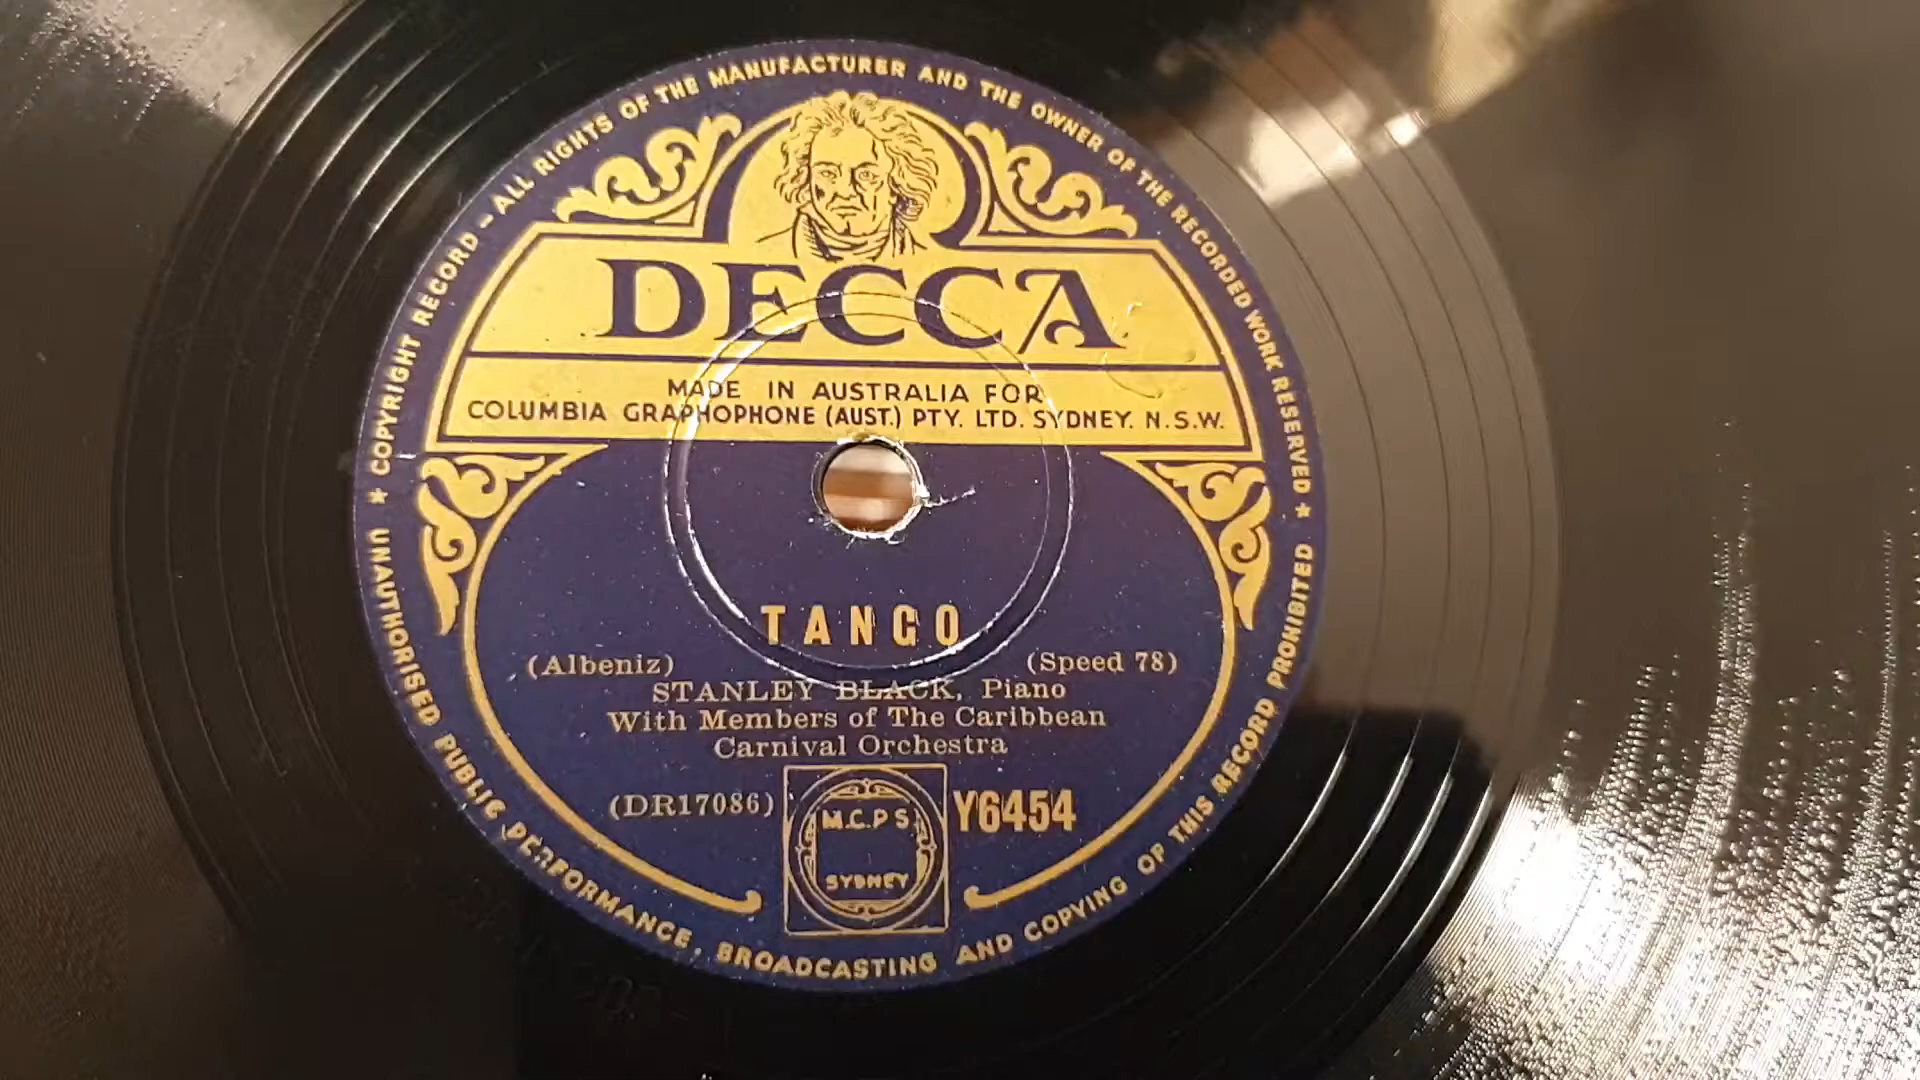 ★ COPYRIGHT RECORD - ALL RIGHTS OF THE MANUFACTURER AND THE OWNER OF THE RECORDED WORK RESERVED ★
DECCA
MADE IN AUSTRALIA FOR
COLUMBIA GRAPHOPHONE (AUST.) PTY. LTD. SYDNEY. N.S.W.
TANGO
(Albeniz) (Speed 78)
STANLEY BLACK, Piano
With Members of The Caribbean
Carnival Orchestra
(DR17086) M.C.P.S. Y6454
SYDNEY
UNAUTHORISED PUBLIC PERFORMANCE, BROADCASTING AND COPYING OF THIS RECORD PROHIBITED